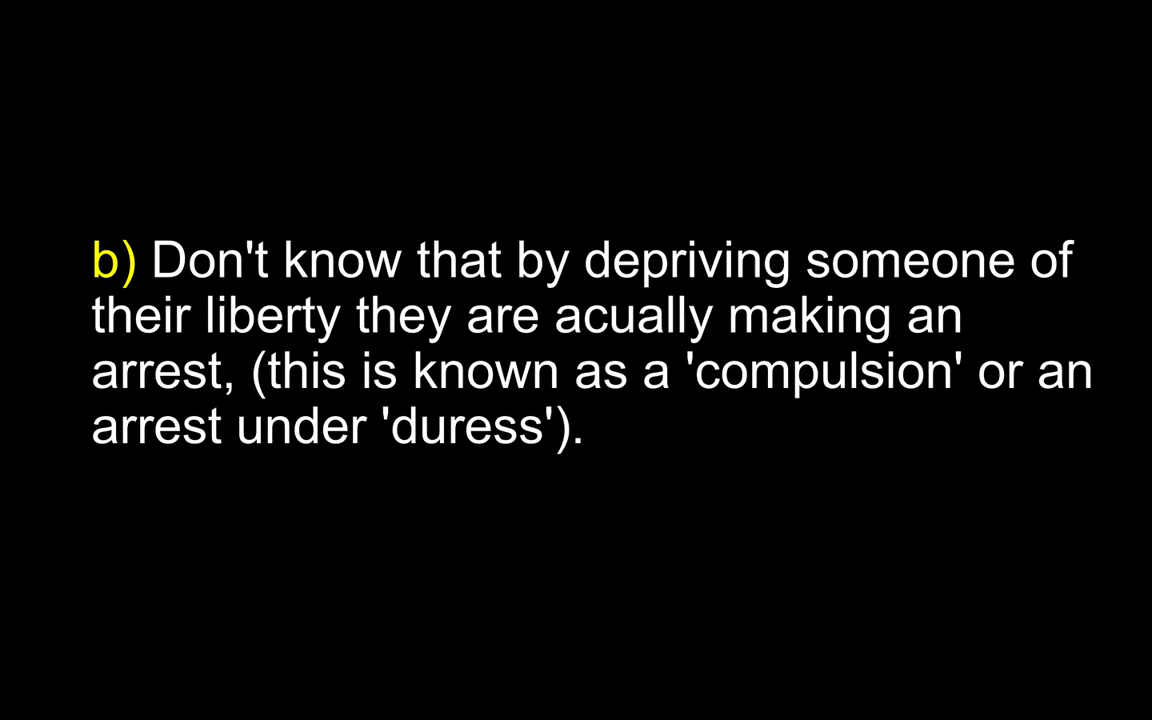 b) Don't know that by depriving someone of
their liberty they are acually making an
arrest, (this is known as a 'compulsion' or an
arrest under 'duress').